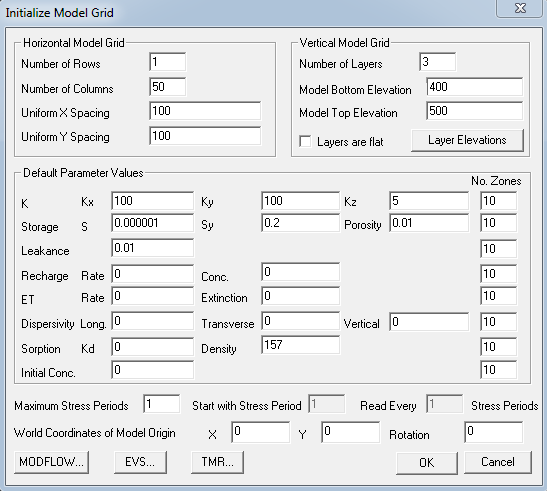 Initialize Model Grid
Horizontal Model Grid
Number of Rows 1
Number of Columns 50
Uniform X Spacing 100
Uniform Y Spacing 100
Vertical Model Grid
Number of Layers 3
Model Bottom Elevation 400
Model Top Elevation 500
Layers are flat Layer Elevations
Default Parameter Values
No. Zones
K Kx 100 Ky 100 Kz 5 10
Storage S 0.000001 Sy 0.2 Porosity 0.01 10
Leakance 0.01 10
Recharge Rate 0 Conc. 0 10
ET Rate 0 Extinction 0 10
Dispersivity Long. 0 Transverse 0 Vertical 0 10
Sorption Kd 0 Density 157 10
Initial Conc. 0 10
Maximum Stress Periods 1 Start with Stress Period 1 Read Every 1 Stress Periods
World Coordinates of Model Origin X 0 Y 0 Rotation 0
MODFLOW... EVS... TMR... OK Cancel